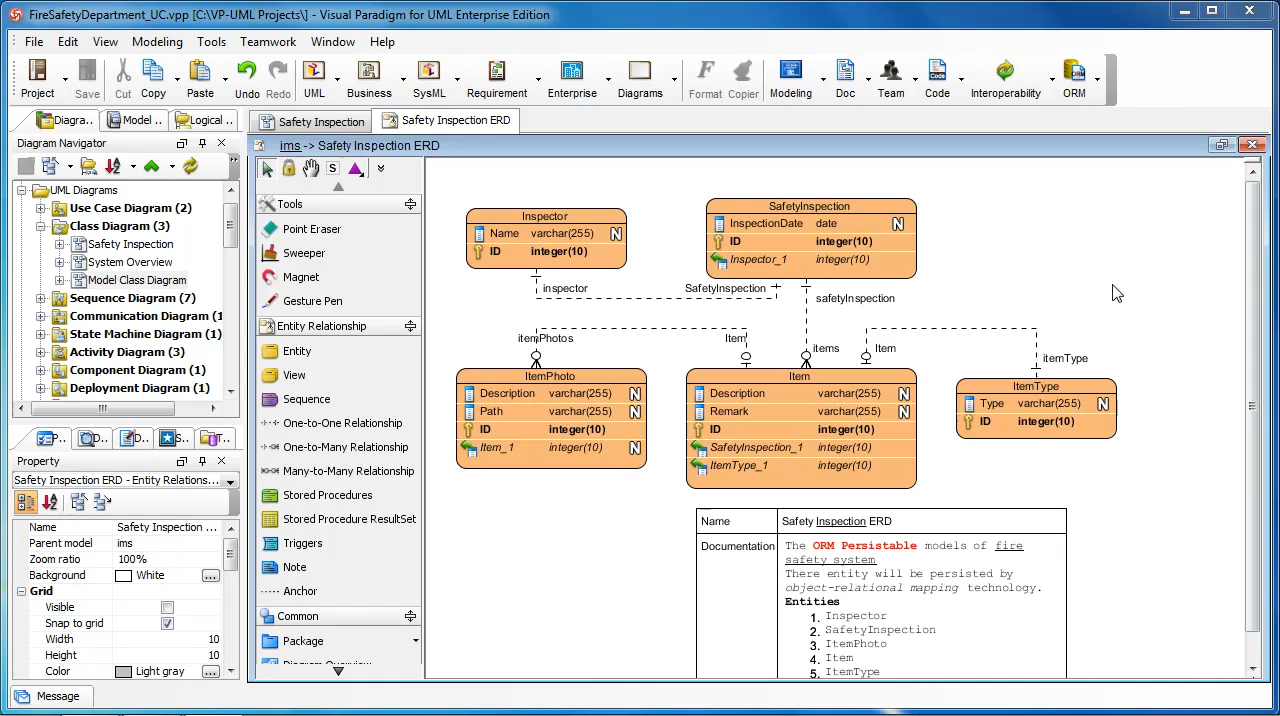 FireSafetyDepartment_UC.vpp [C:\VP-UML Projects\] - Visual Paradigm for UML Enterprise Edition
File Edit View Modeling Tools Teamwork Window Help
Project Save Cut Copy Paste Undo Redo UML Business SysML Requirement Enterprise Diagrams Format Copier Modeling Doc Team Code Interoperability ORM
Diagra.. Model .. Logical ..
Safety Inspection Safety Inspection ERD
Diagram Navigator
ims -> Safety Inspection ERD
UML Diagrams
Use Case Diagram (2)
Class Diagram (3)
Safety Inspection
System Overview
Model Class Diagram
Sequence Diagram (7)
Communication Diagram (1
State Machine Diagram (2)
Activity Diagram (3)
Component Diagram (1)
Deployment Diagram (1)
P.. D.. D.. S... T..
Property
Safety Inspection ERD - Entity Relations..
Name Safety Inspection ...
Parent model ims
Zoom ratio 100%
Background White ...
Grid
Visible
Snap to grid
Width 10
Height 10
Color Light gray ...
Message
S
Tools
Point Eraser
Sweeper
Magnet
Gesture Pen
Entity Relationship
Entity
View
Sequence
One-to-One Relationship
One-to-Many Relationship
Many-to-Many Relationship
Stored Procedures
Stored Procedure ResultSet
Triggers
Note
Anchor
Common
Package
Diagram Overview
Inspector
Name varchar(255) N
ID integer(10)
SafetyInspection
InspectionDate date N
ID integer(10)
Inspector_1 integer(10)
inspector
SafetyInspection
safetyInspection
itemPhotos
Item
items
Item
itemType
ItemPhoto
Description varchar(255) N
Path varchar(255) N
ID integer(10)
Item_1 integer(10) N
Item
Description varchar(255) N
Remark varchar(255) N
ID integer(10)
SafetyInspection_1 integer(10)
ItemType_1 integer(10)
ItemType
Type varchar(255) N
ID integer(10)
Name Safety Inspection ERD
Documentation The ORM Persistable models of fire
safety system
There entity will be persisted by
object-relational mapping technology.
Entities
1. Inspector
2. SafetyInspection
3. ItemPhoto
4. Item
5. ItemType